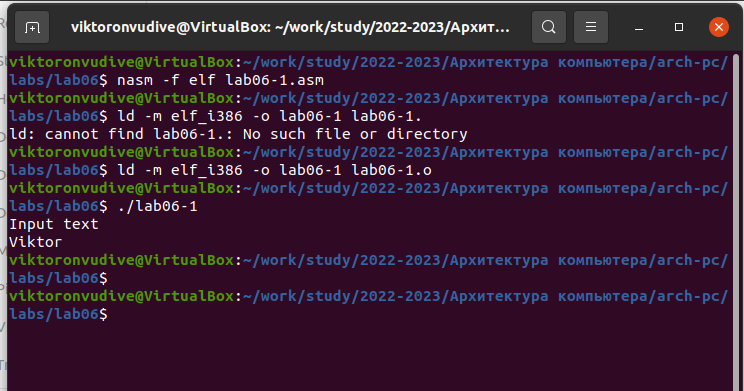 viktoronvudive@VirtualBox: ~/work/study/2022-2023/Архит...
viktoronvudive@VirtualBox:~/work/study/2022-2023/Архитектура компьютера/arch-pc/
labs/lab06$ nasm -f elf lab06-1.asm
viktoronvudive@VirtualBox:~/work/study/2022-2023/Архитектура компьютера/arch-pc/
labs/lab06$ ld -m elf_i386 -o lab06-1 lab06-1.
ld: cannot find lab06-1.: No such file or directory
viktoronvudive@VirtualBox:~/work/study/2022-2023/Архитектура компьютера/arch-pc/
labs/lab06$ ld -m elf_i386 -o lab06-1 lab06-1.o
viktoronvudive@VirtualBox:~/work/study/2022-2023/Архитектура компьютера/arch-pc/
labs/lab06$ ./lab06-1
Input text
Viktor
viktoronvudive@VirtualBox:~/work/study/2022-2023/Архитектура компьютера/arch-pc/
labs/lab06$
viktoronvudive@VirtualBox:~/work/study/2022-2023/Архитектура компьютера/arch-pc/
labs/lab06$